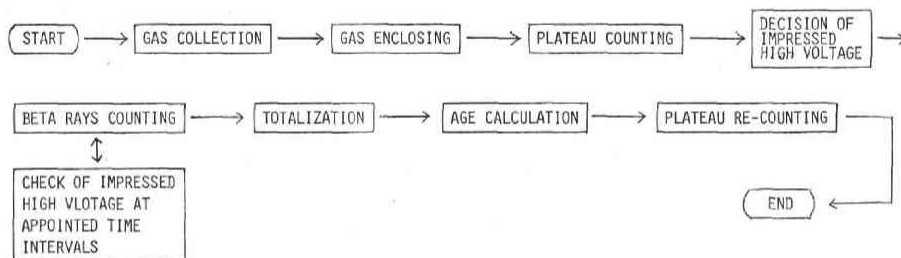 START
GAS COLLECTION
GAS ENCLOSING
PLATEAU COUNTING
DECISION OF
IMPRESSED
HIGH VOLTAGE
BETA RAYS COUNTING
TOTALIZATION
AGE CALCULATION
PLATEAU RE-COUNTING
CHECK OF IMPRESSED
HIGH VLOTAGE AT
APPOINTED TIME
INTERVALS
END